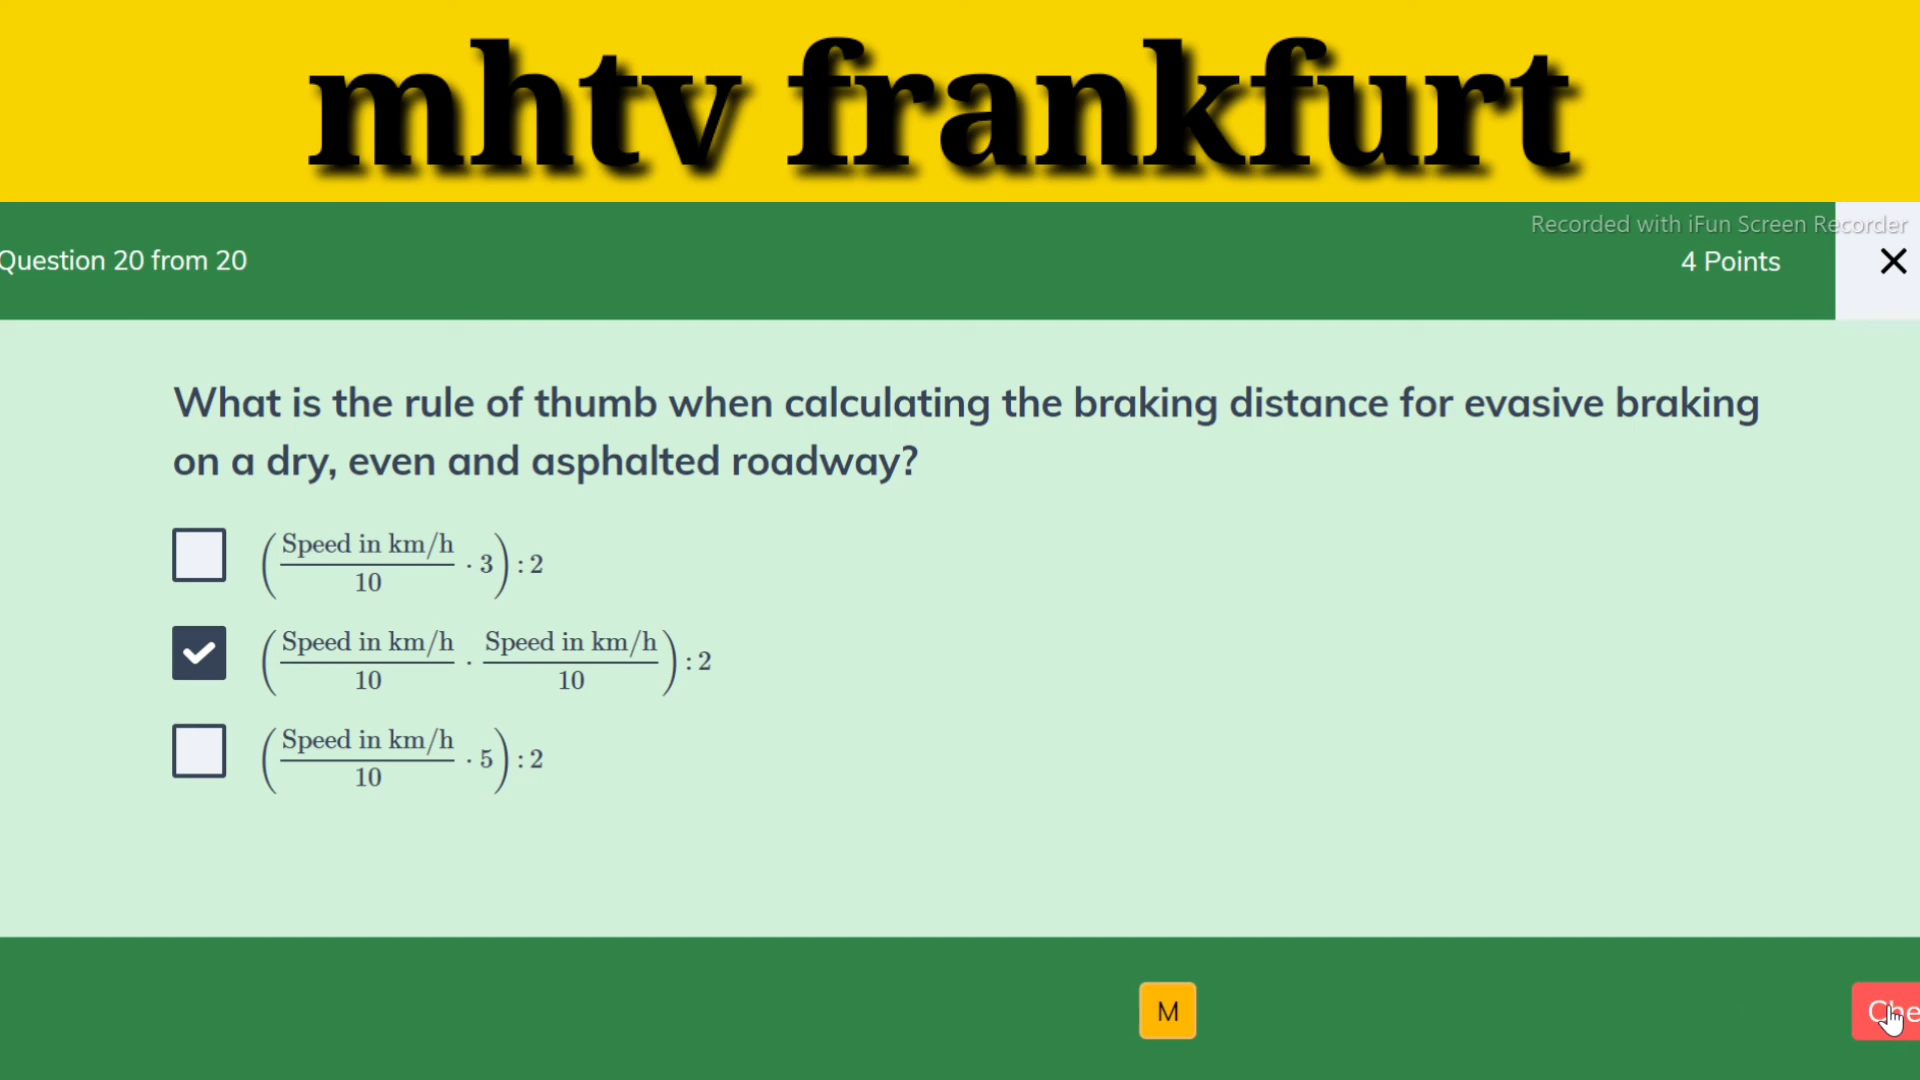 mhtv frankfurt
Recorded with iFun Screen Recorder
Question 20 from 20
4 Points
What is the rule of thumb when calculating the braking distance for evasive braking
on a dry, even and asphalted roadway?
(Speed in km/h / 10 · 3) : 2
(Speed in km/h / 10 · Speed in km/h / 10) : 2
(Speed in km/h / 10 · 5) : 2
M